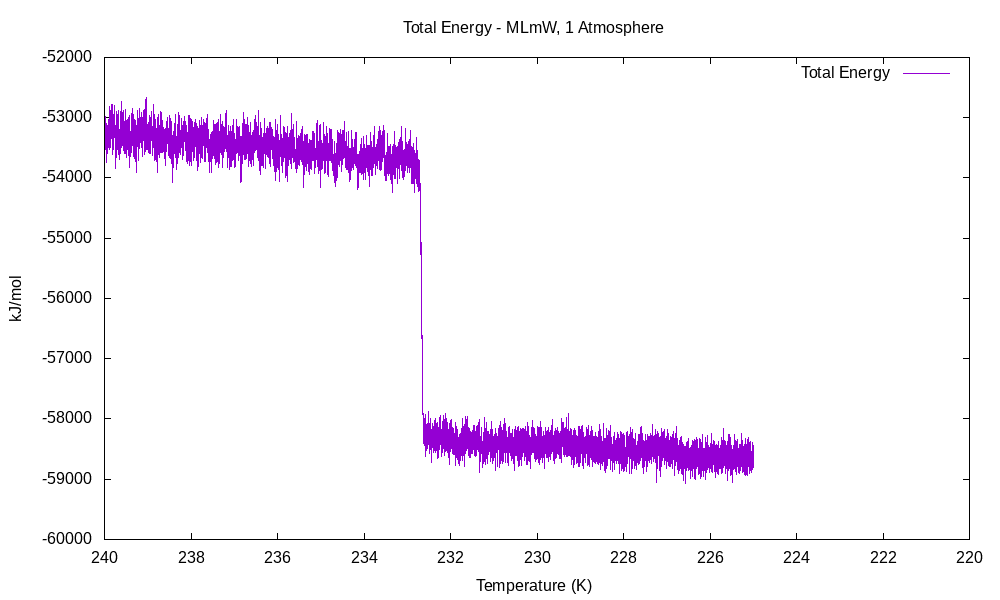 Total Energy - MLmW, 1 Atmosphere
Total Energy
-52000
-53000
-54000
-55000
-56000
-57000
-58000
-59000
-60000
kJ/mol
240 238 236 234 232 230 228 226 224 222 220
Temperature (K)